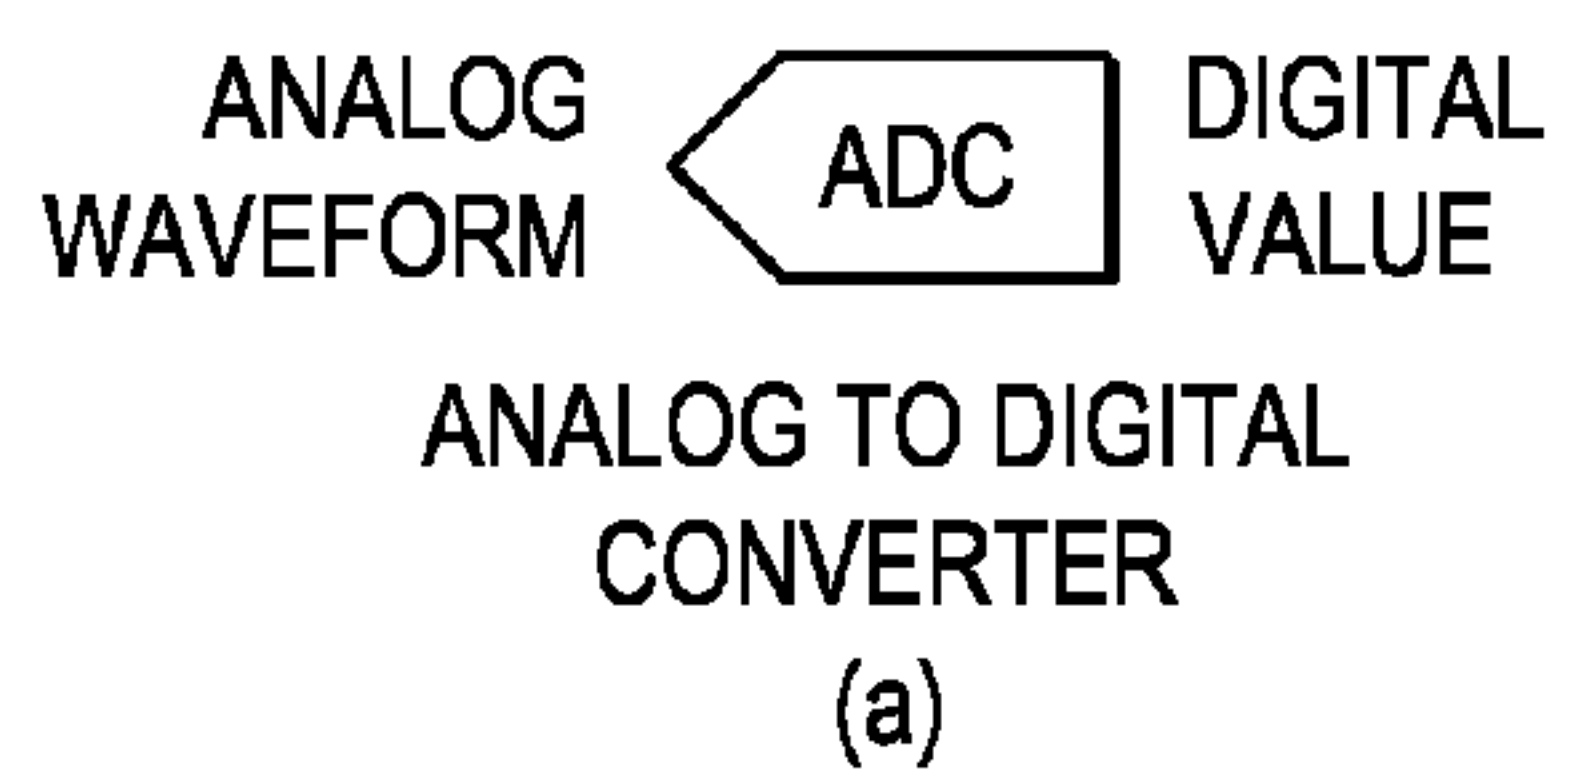 ANALOG
WAVEFORM
ADC
DIGITAL
VALUE
ANALOG TO DIGITAL
CONVERTER
(a)